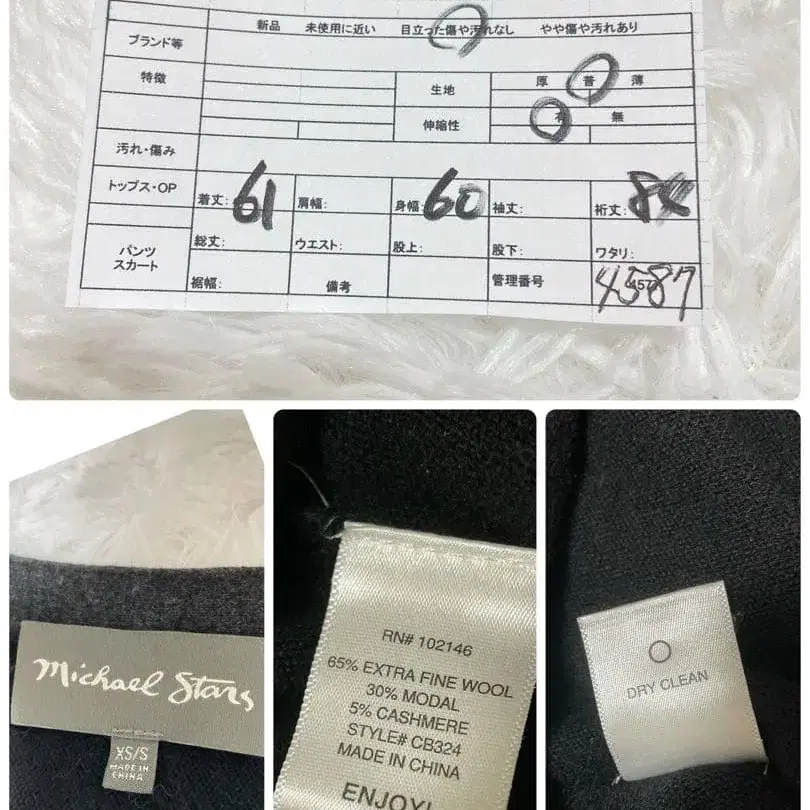 新品 未使用に近い 目立った傷や汚れなし やや傷や汚れあり
ブランド等
特徴 生地 厚 普 薄
伸縮性 有 無
汚れ・傷み
トップス・OP 着丈: 61 肩幅: 身幅: 60 袖丈: 裄丈:
パンツ スカート 総丈: ウエスト: 股上: 股下: ワタリ:
裾幅: 備考 管理番号 4587
Michael Stars
XS/S
MADE IN
CHINA
RN# 102146
65% EXTRA FINE WOOL
30% MODAL
5% CASHMERE
STYLE# CB324
MADE IN CHINA
ENJOY!
DRY CLEAN